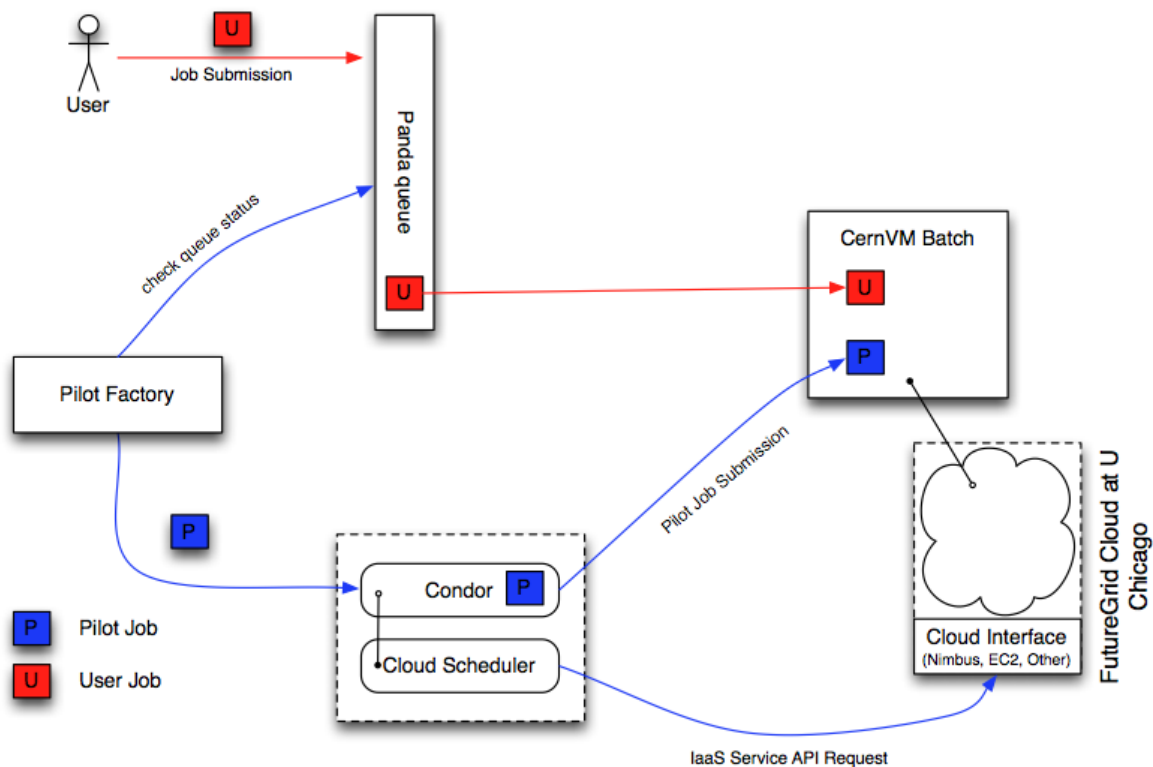 U
Job Submission
User
Panda queue
check queue status
U
CernVM Batch
U
P
Pilot Factory
Pilot Job Submission
P
Condor
P
Cloud Scheduler
P
Pilot Job
U
User Job
Cloud Interface
(Nimbus, EC2, Other)
FutureGrid Cloud at U
Chicago
IaaS Service API Request